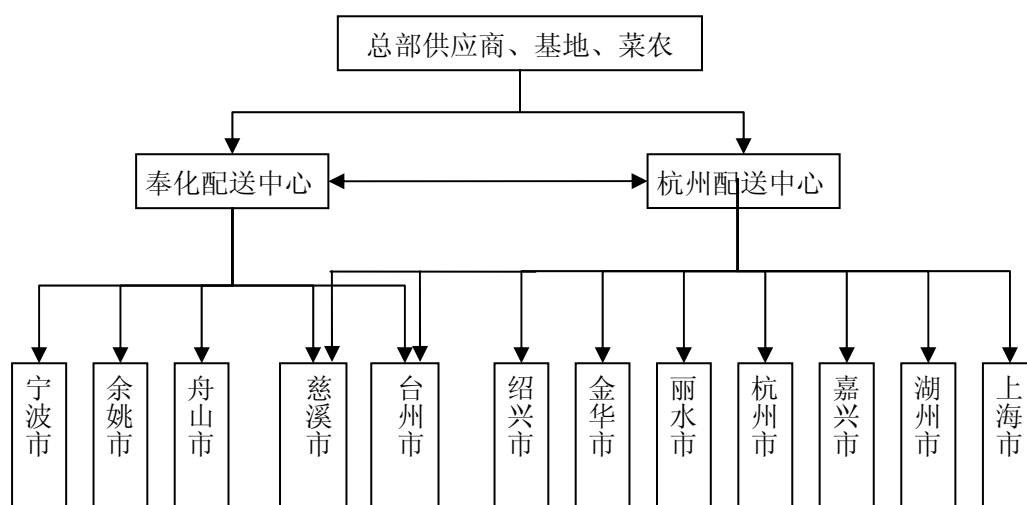 总部供应商、基地、菜农
奉化配送中心
杭州配送中心
宁波市
余姚市
舟山市
慈溪市
台州市
绍兴市
金华市
丽水市
杭州市
嘉兴市
湖州市
上海市